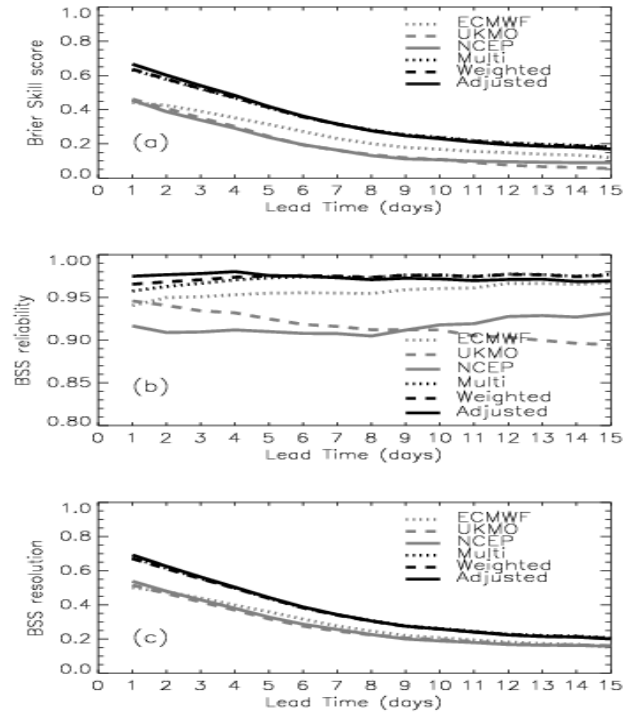 1.0
0.8
0.6
0.4
0.2
0.0
Brier Skill score
(a)
ECMWF
UKMO
NCEP
Multi
Weighted
Adjusted
0 1 2 3 4 5 6 7 8 9 10 11 12 13 14 15
Lead Time (days)
1.00
0.95
0.90
0.85
0.80
BSS reliability
(b)
ECMWF
UKMO
NCEP
Multi
Weighted
Adjusted
0 1 2 3 4 5 6 7 8 9 10 11 12 13 14 15
Lead Time (days)
1.0
0.8
0.6
0.4
0.2
0.0
BSS resolution
(c)
ECMWF
UKMO
NCEP
Multi
Weighted
Adjusted
0 1 2 3 4 5 6 7 8 9 10 11 12 13 14 15
Lead Time (days)